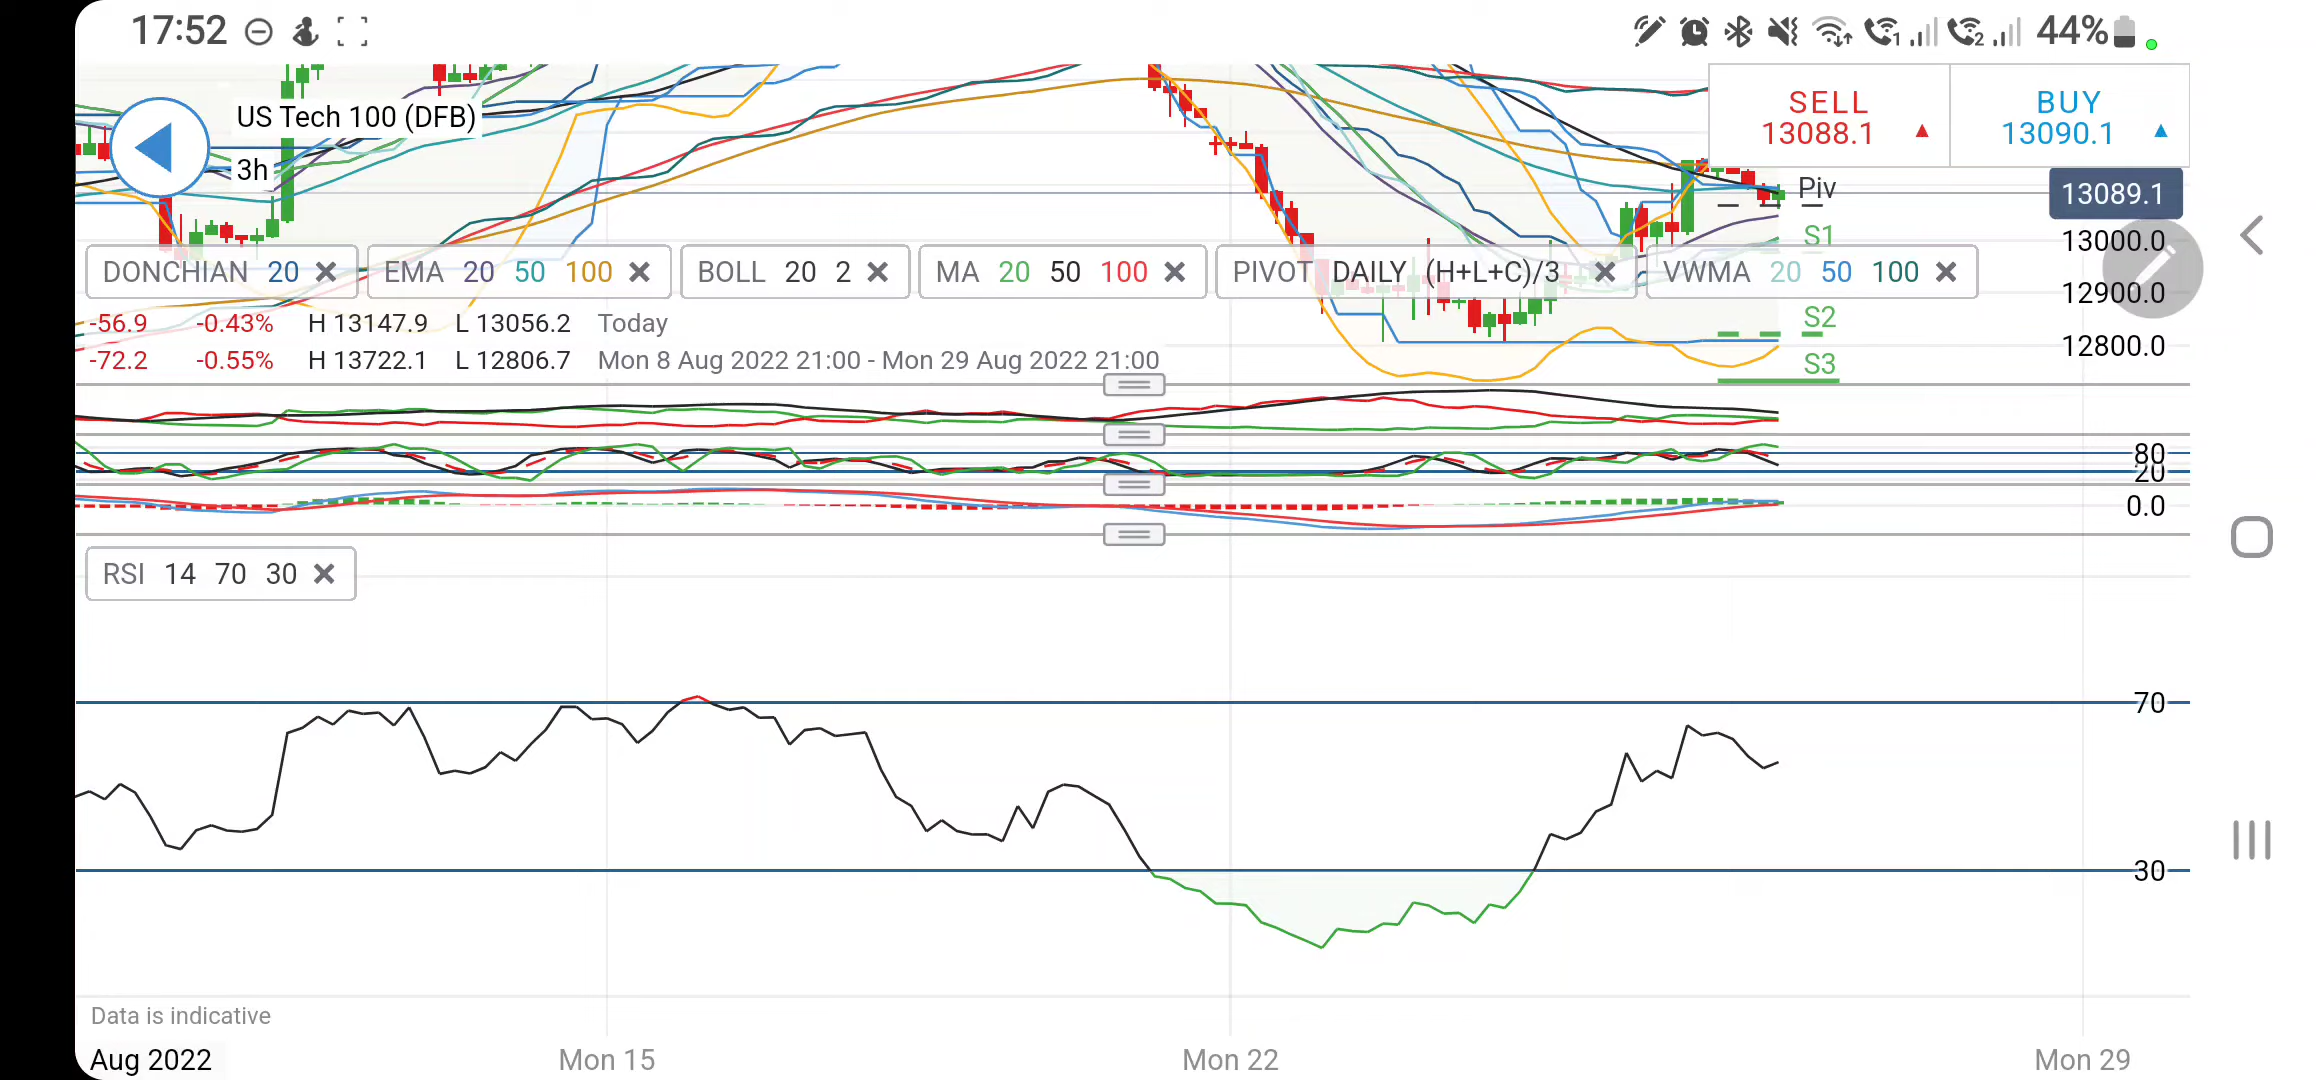 17:52
1
2
44%
US Tech 100 (DFB)
3h
SELL
13088.1
BUY
13090.1
Piv
13089.1
S1
13000.0
DONCHIAN 20
EMA 20 50 100
BOLL 20 2
MA 20 50 100
PIVOT DAILY (H+L+C)/3
VWMA 20 50 100
12900.0
-56.9 -0.43% H 13147.9 L 13056.2 Today
S2
12800.0
-72.2 -0.55% H 13722.1 L 12806.7 Mon 8 Aug 2022 21:00 - Mon 29 Aug 2022 21:00
S3
80
20
0.0
RSI 14 70 30
70
30
Data is indicative
Aug 2022 Mon 15 Mon 22 Mon 29